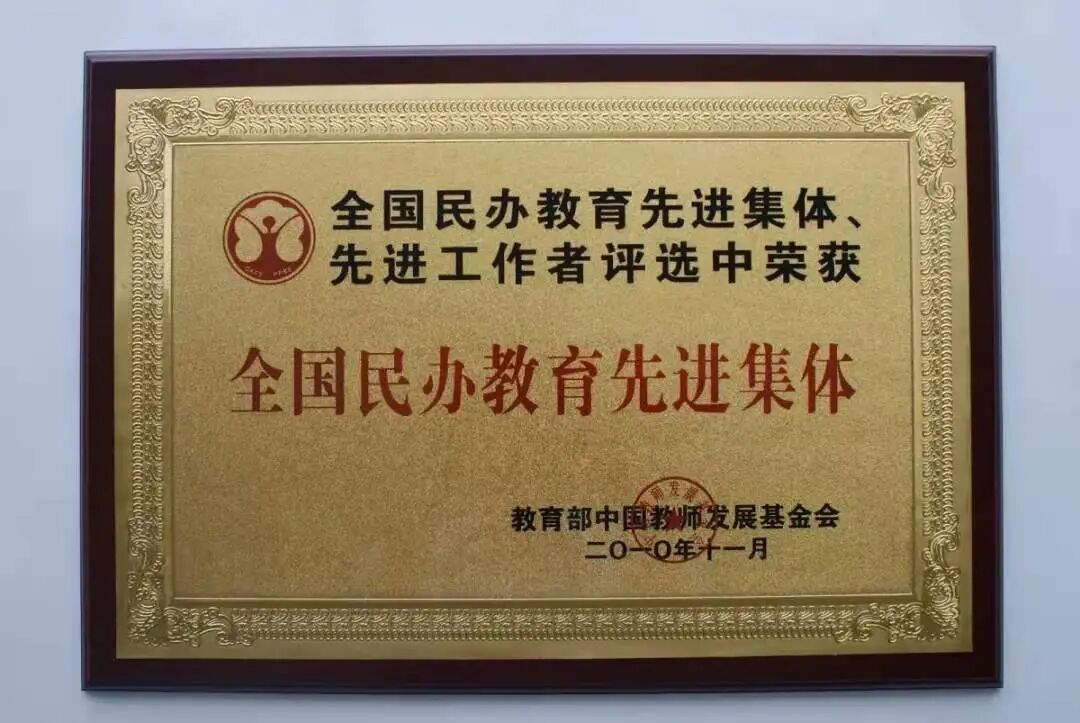 全国民办教育先进集体、
先进工作者评选中荣获
全国民办教育先进集体
教育部中国教师发展基金会
二〇一〇年十一月